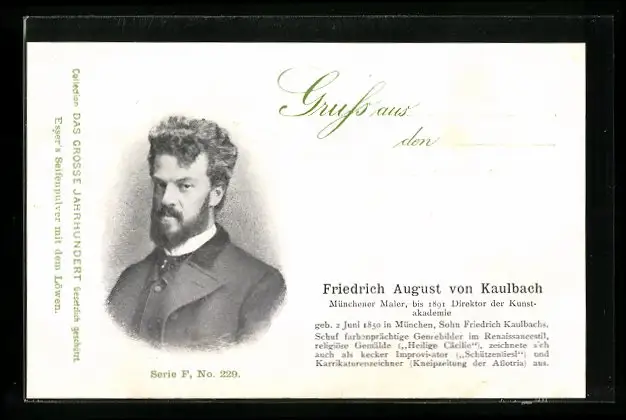 Collection DAS GROSSE JAHRHUNDERT Gesetzlich geschützt.
Esser's Seifenpulver mit dem Löwen.
Gruss aus
den
Friedrich August von Kaulbach
Münchener Maler, bis 1891 Direktor der Kunst-
akademie
geb. 2 Juni 1850 in München, Sohn Friedrich Kaulbachs.
Schuf farbenprächtige Genrebilder im Renaissancestil,
religiöse Gemälde („Heilige Cäcilie“), zeichnete sich
auch als kecker Improvisator („Schützenliesl“) und
Karrikaturenzeichner (Kneipzeitung der Allotria) aus.
Serie F, No. 229.